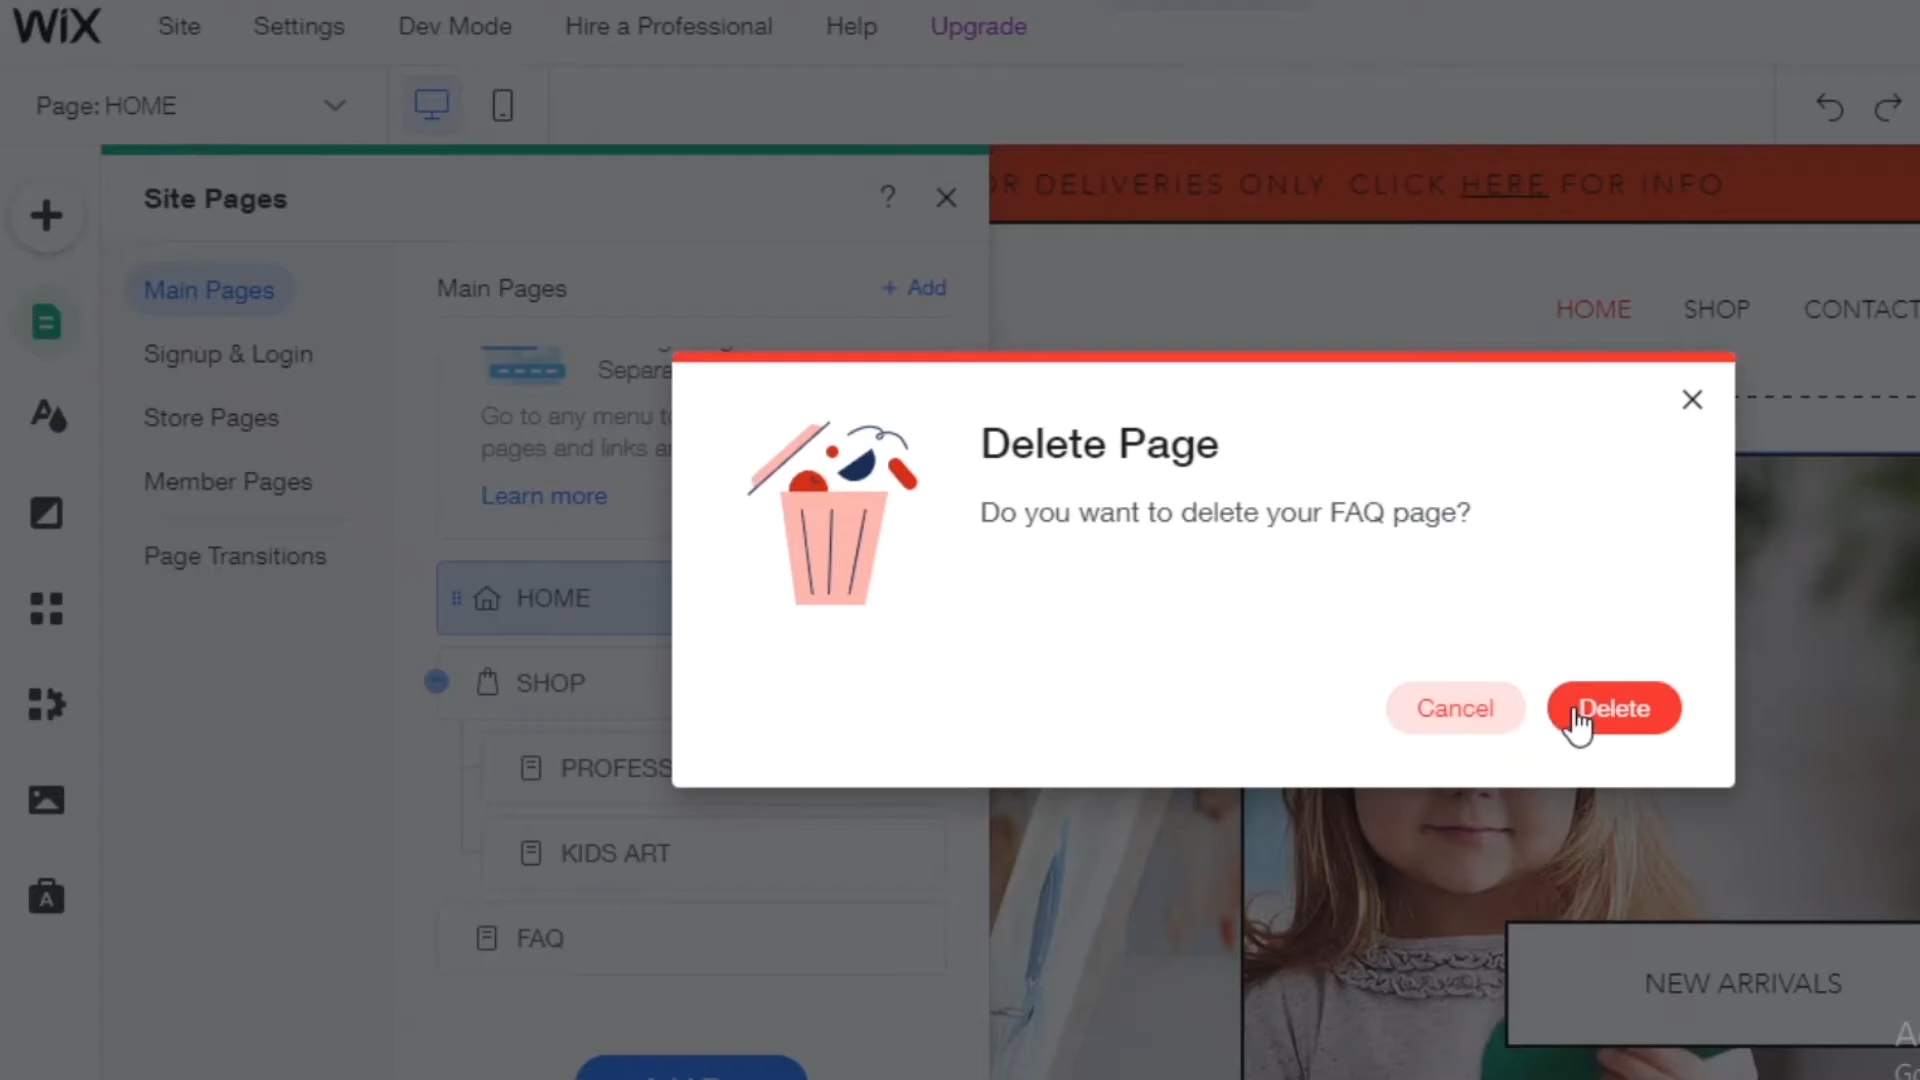 WiX
Site
Settings
Dev Mode
Hire a Professional
Help
Upgrade
Page: HOME
Site Pages
?
DELIVERIES ONLY CLICK HERE FOR INFO
Main Pages
Signup & Login
Store Pages
Member Pages
Page Transitions
Main Pages
+ Add
Go to any menu
pages and links
Learn more
HOME
SHOP
KIDS ART
FAQ
HOME
SHOP
CONTACT
Delete Page
Do you want to delete your FAQ page?
Cancel
Delete
NEW ARRIVALS